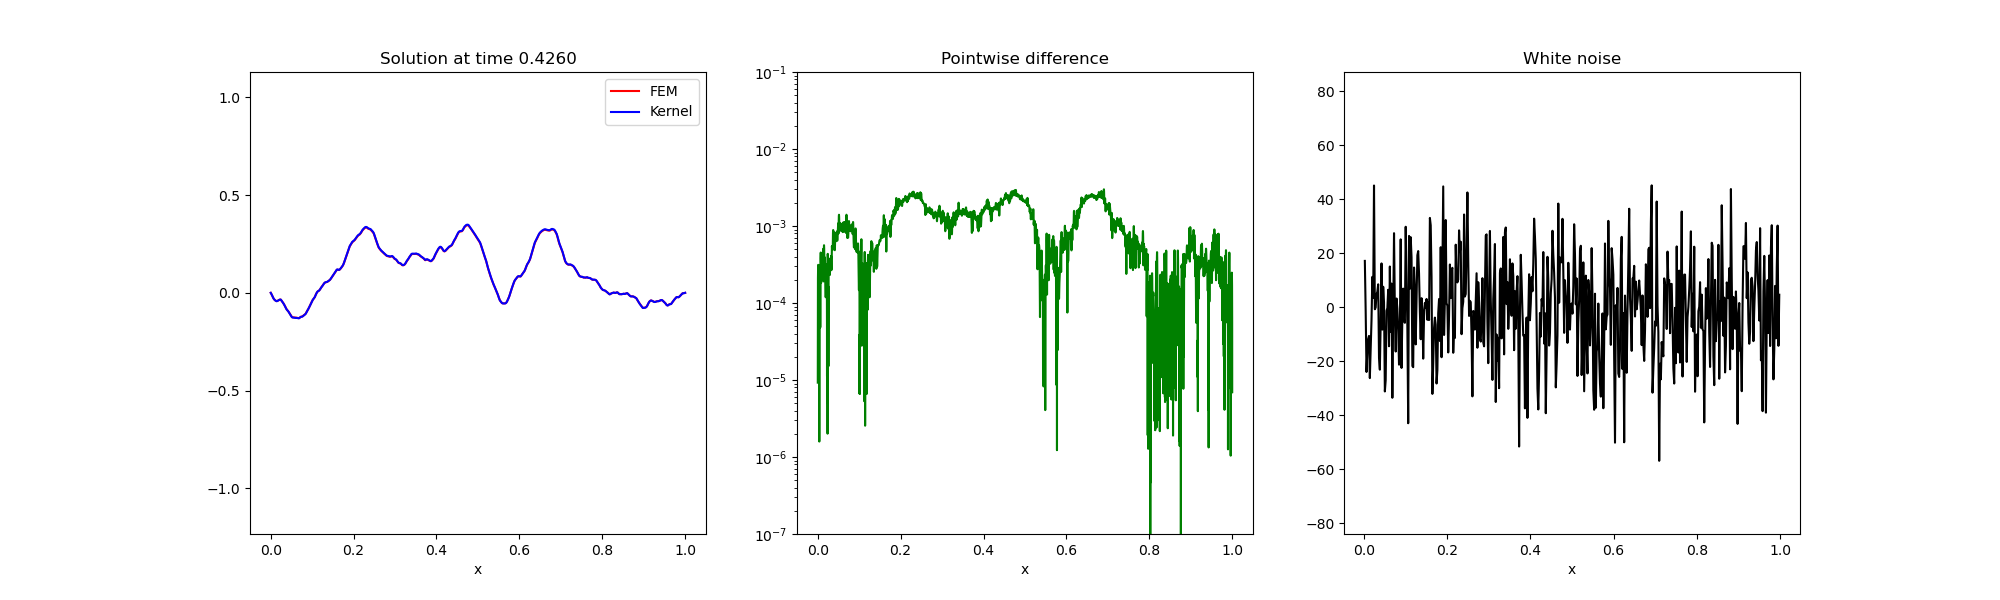 Solution at time 0.4260
1.0
0.5
0.0
−0.5
−1.0
0.0 0.2 0.4 0.6 0.8 1.0
x
FEM
Kernel
Pointwise difference
10⁻¹
10⁻²
10⁻³
10⁻⁴
10⁻⁵
10⁻⁶
10⁻⁷
0.0 0.2 0.4 0.6 0.8 1.0
x
White noise
80
60
40
20
0
−20
−40
−60
−80
0.0 0.2 0.4 0.6 0.8 1.0
x